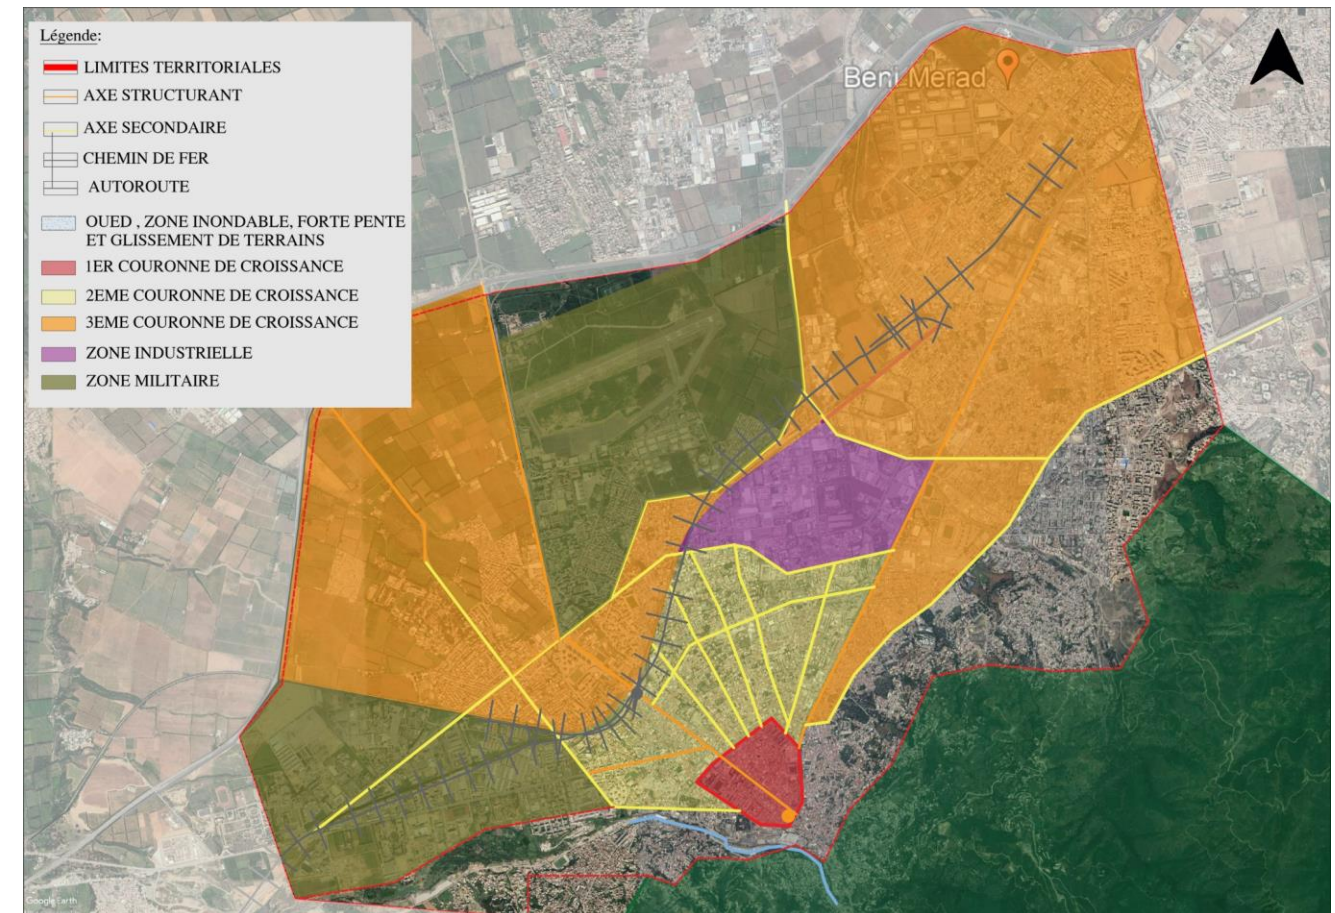 Légende:
LIMITES TERRITORIALES
AXE STRUCTURANT
AXE SECONDAIRE
CHEMIN DE FER
AUTOROUTE
OUED , ZONE INONDABLE, FORTE PENTE
ET GLISSEMENT DE TERRAINS
1ER COURONNE DE CROISSANCE
2EME COURONNE DE CROISSANCE
3EME COURONNE DE CROISSANCE
ZONE INDUSTRIELLE
ZONE MILITAIRE
Beni Merad
Google Earth